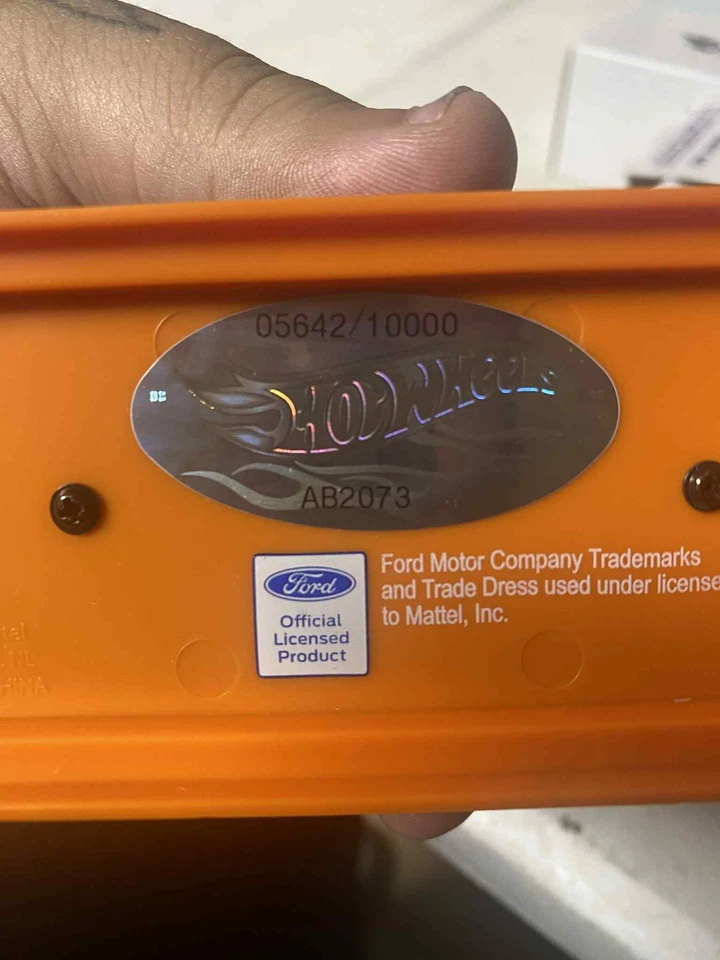 05642/10000
HOT WHEELS
AB2073
Ford
Official
Licensed
Product
Ford Motor Company Trademarks
and Trade Dress used under license
to Mattel, Inc.